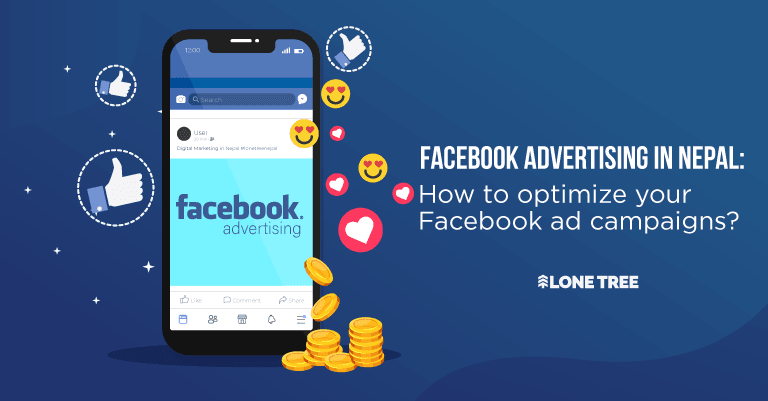 12:00
Search
User
Digital Marketing in Nepal #lonetreenepal
facebook.
advertising
Like
Comment
Share
FACEBOOK ADVERTISING IN NEPAL:
How to optimize your
Facebook ad campaigns?
LONE TREE